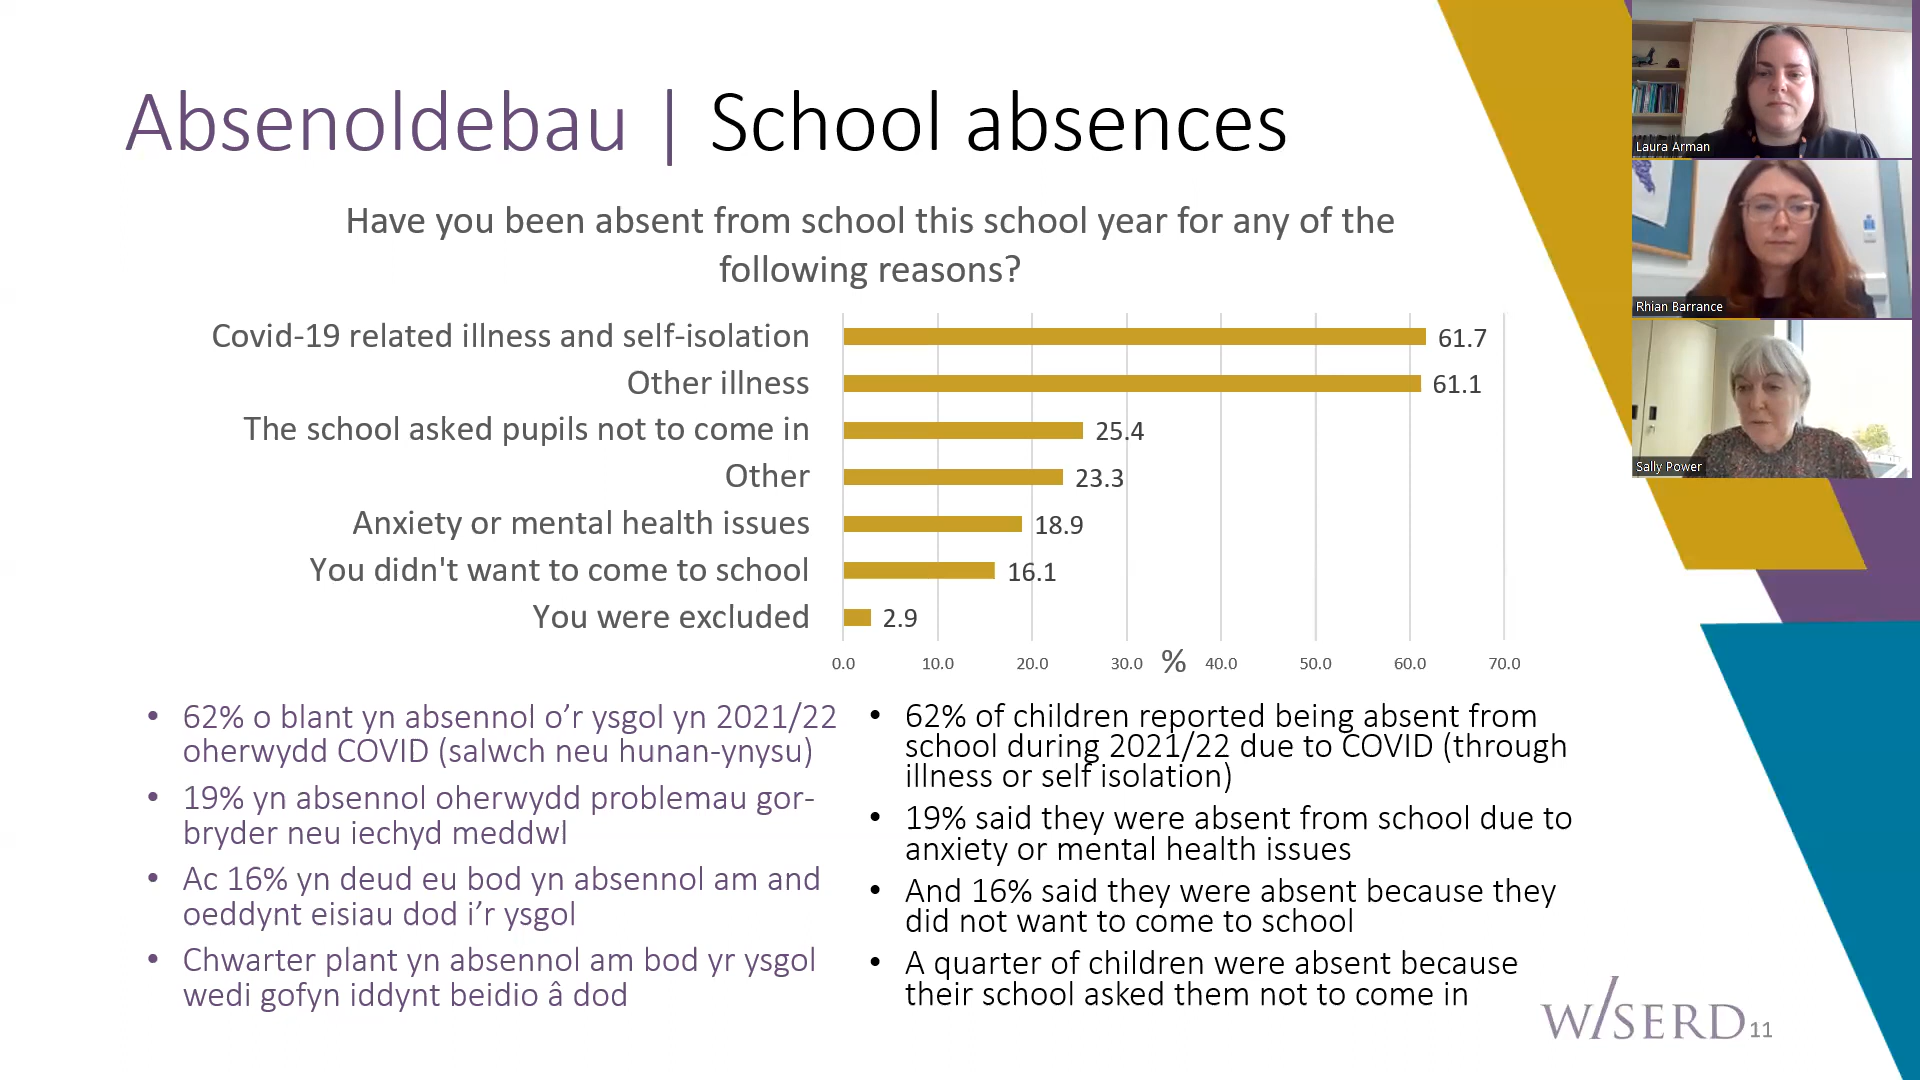 Absenoldebau | School absences
Have you been absent from school this school year for any of the
following reasons?
Covid-19 related illness and self-isolation 61.7
Other illness 61.1
The school asked pupils not to come in 25.4
Other 23.3
Anxiety or mental health issues 18.9
You didn't want to come to school 16.1
You were excluded 2.9
0.0 10.0 20.0 30.0 % 40.0 50.0 60.0 70.0
• 62% o blant yn absennol o’r ysgol yn 2021/22
oherwydd COVID (salwch neu hunan-ynysu)
• 19% yn absennol oherwydd problemau gor-
bryder neu iechyd meddwl
• Ac 16% yn deud eu bod yn absennol am and
oeddynt eisiau dod i’r ysgol
• Chwarter plant yn absennol am bod yr ysgol
wedi gofyn iddynt beidio â dod
• 62% of children reported being absent from
school during 2021/22 due to COVID (through
illness or self isolation)
• 19% said they were absent from school due to
anxiety or mental health issues
• And 16% said they were absent because they
did not want to come to school
• A quarter of children were absent because
their school asked them not to come in
WISERD 11
Laura Arman
Rhian Barrance
Sally Power